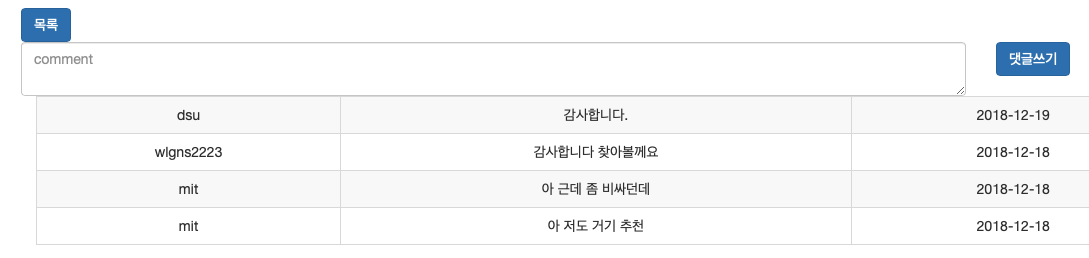 목록
comment
댓글쓰기
dsu 감사합니다. 2018-12-19
wlgns2223 감사합니다 찾아볼께요 2018-12-18
mit 아 근데 좀 비싸던데 2018-12-18
mit 아 저도 거기 추천 2018-12-18